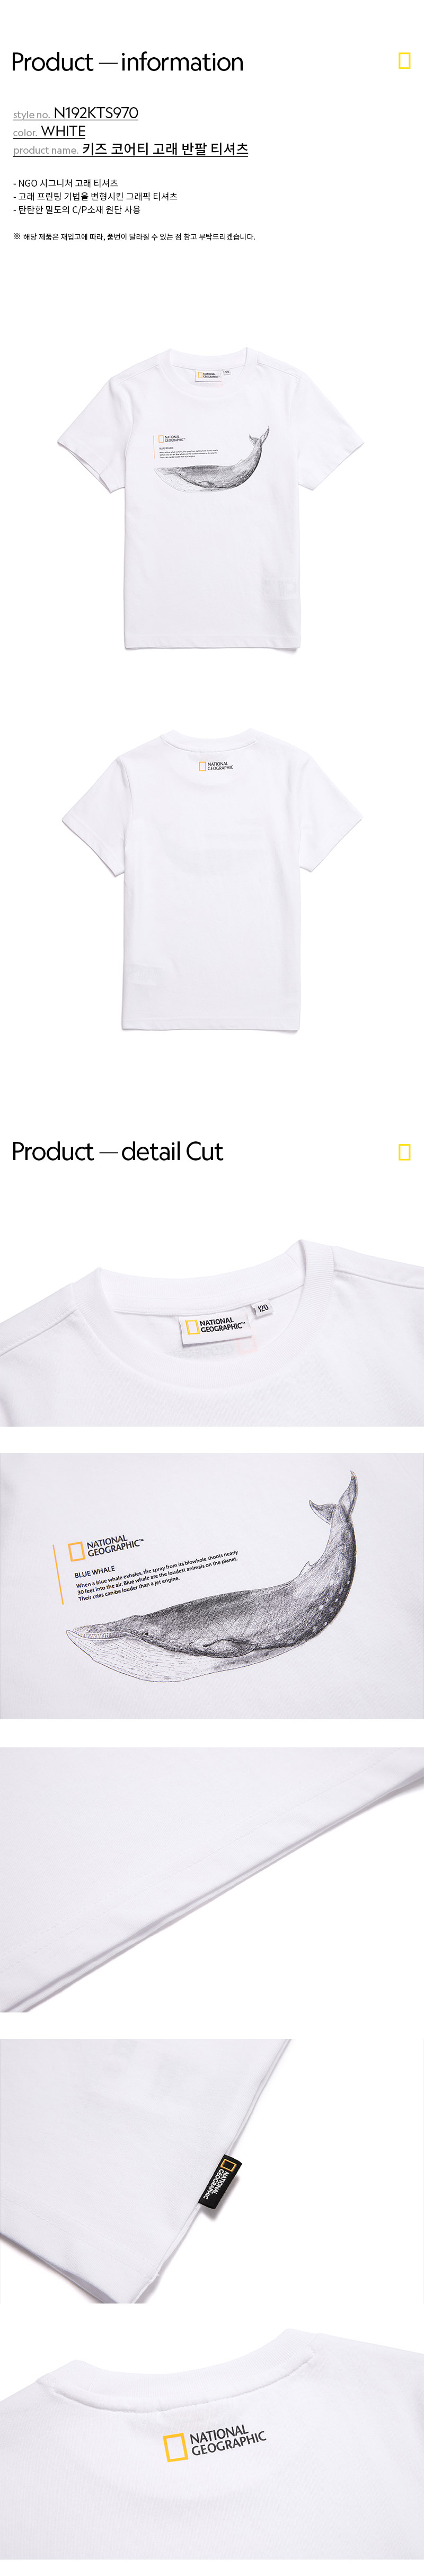 Product — information
style no. N192KTS970
color. WHITE
product name. 키즈 코어티 고래 반팔 티셔츠
- NGO 시그니처 고래 티셔츠
- 고래 프린팅 기법을 변형시킨 그래픽 티셔츠
- 탄탄한 밀도의 C/P소재 원단 사용
※ 해당 제품은 재입고에 따라, 품번이 달라질 수 있는 점 참고 부탁드리겠습니다.
NATIONAL
GEOGRAPHIC
NATIONAL
GEOGRAPHIC
BLUE WHALE
NATIONAL
GEOGRAPHIC
Product — detail Cut
NATIONAL
GEOGRAPHIC™
120
NATIONAL
GEOGRAPHIC™
BLUE WHALE
When a blue whale exhales, the spray from its blowhole shoots nearly
30 feet into the air. Blue whale are the loudest animals on the planet.
Their cries can be louder than a jet engine.
NATIONAL
GEOGRAPHIC
NATIONAL
GEOGRAPHIC